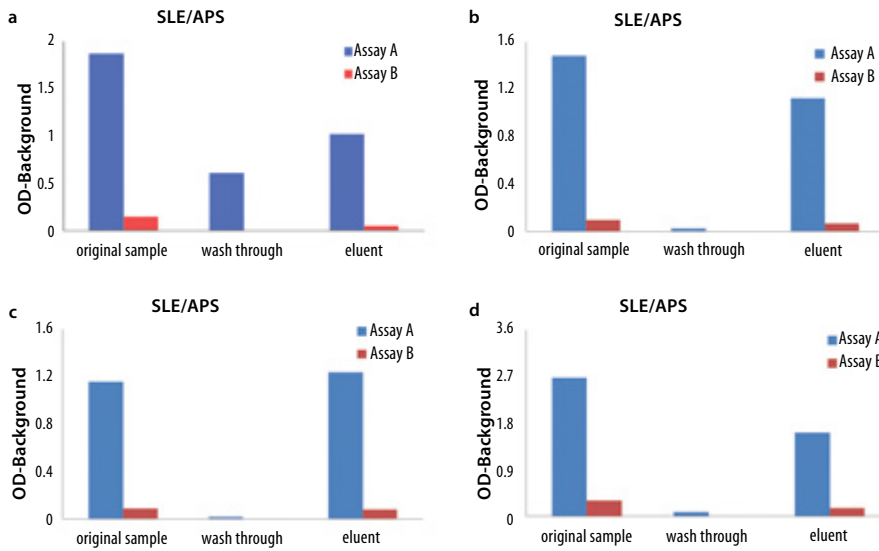 a
SLE/APS
2
1.5
1
0.5
0
OD-Background
Assay A
Assay B
original sample
wash through
eluent
b
SLE/APS
1.6
1.2
0.8
0.4
0
OD-Background
Assay A
Assay B
original sample
wash through
eluent
c
SLE/APS
1.6
1.2
0.8
0.4
0
OD-Background
Assay A
Assay B
original sample
wash through
eluent
d
SLE/APS
3.6
2.7
1.8
0.9
0
OD-Background
Assay A
Assay B
original sample
wash through
eluent